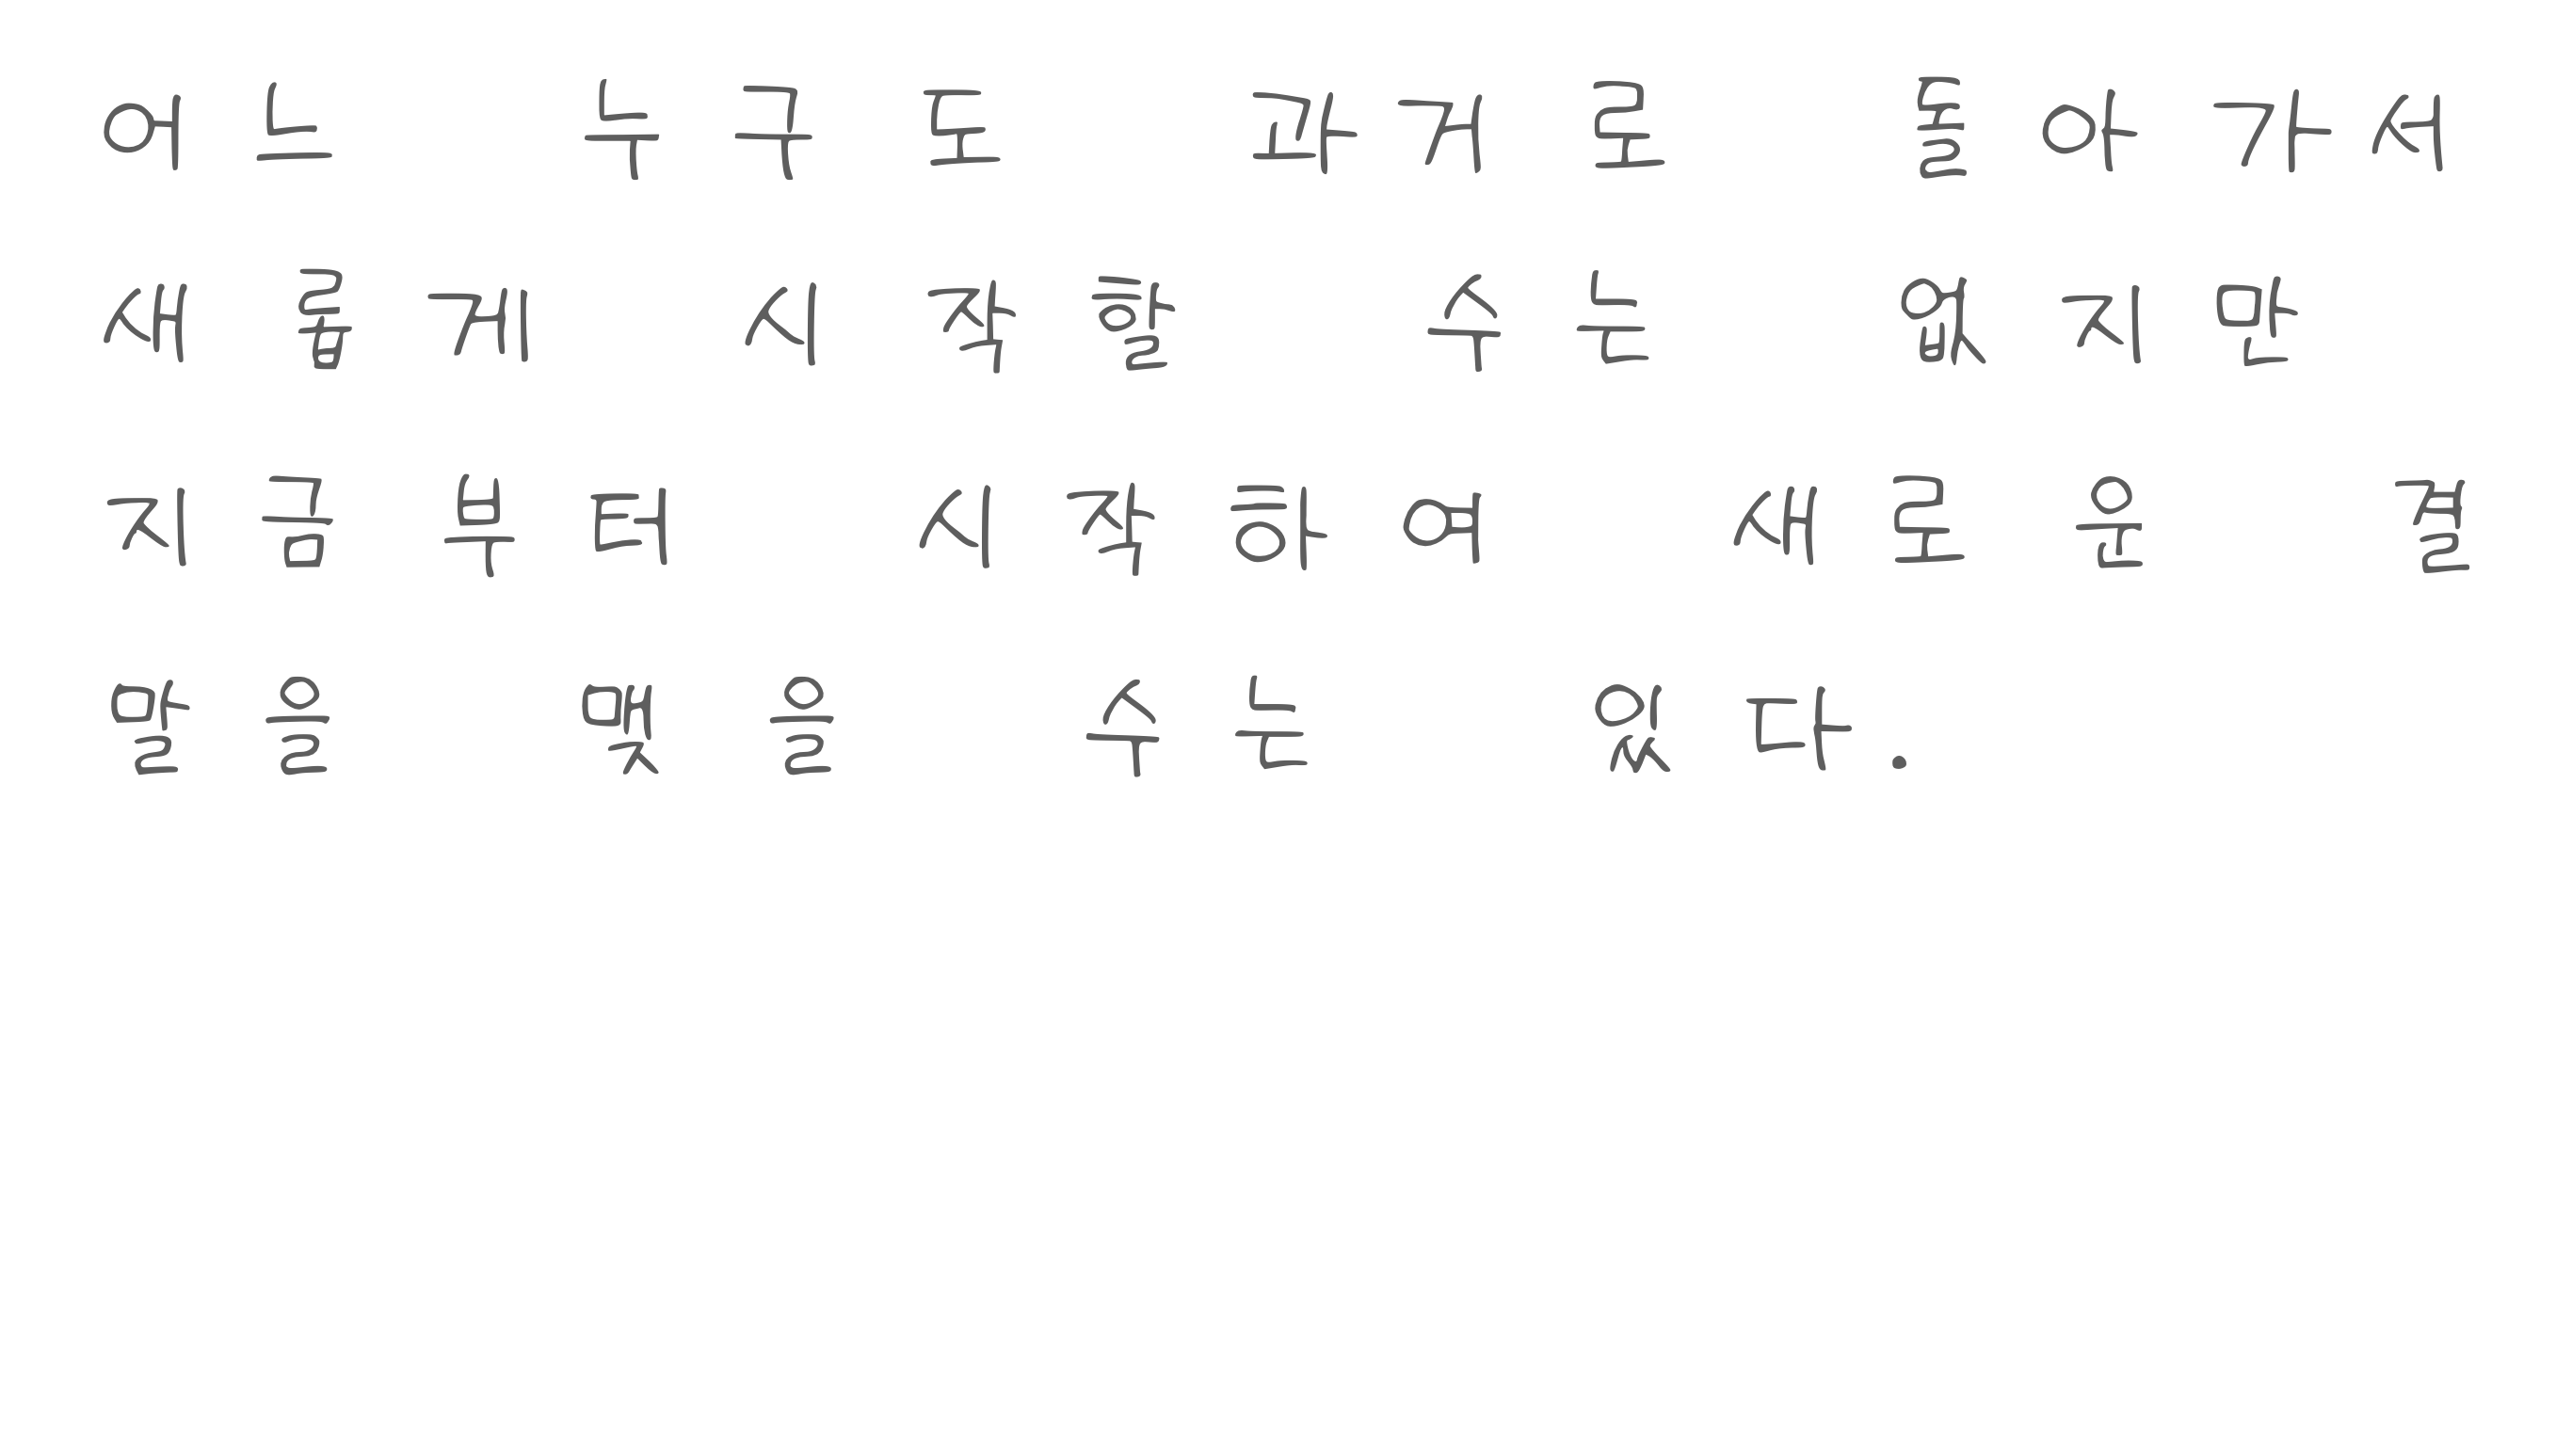 어느 누구도 과거로 돌아가서
새롭게 시작할 수는 없지만
지금부터 시작하여 새로운 결
말을 맺을 수는 있다.